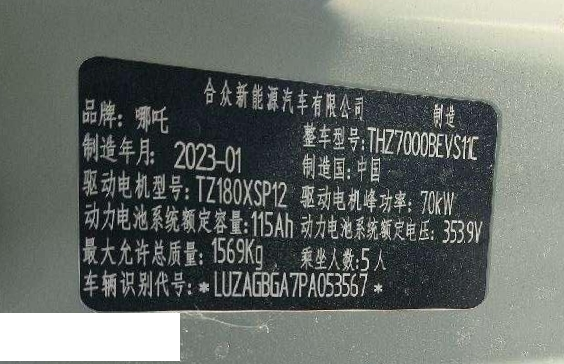 合众新能源汽车有限公司 制造
品牌: 哪吒 整车型号: THZ7000BEVS11C
制造年月: 2023-01 制造国: 中国
驱动电机型号: TZ180XSP12 驱动电机峰功率: 70kW
动力电池系统额定容量: 115Ah 动力电池系统额定电压: 353.9V
最大允许总质量: 1569Kg 乘坐人数: 5人
车辆识别代号: *LUZAGBGA7PA053567*